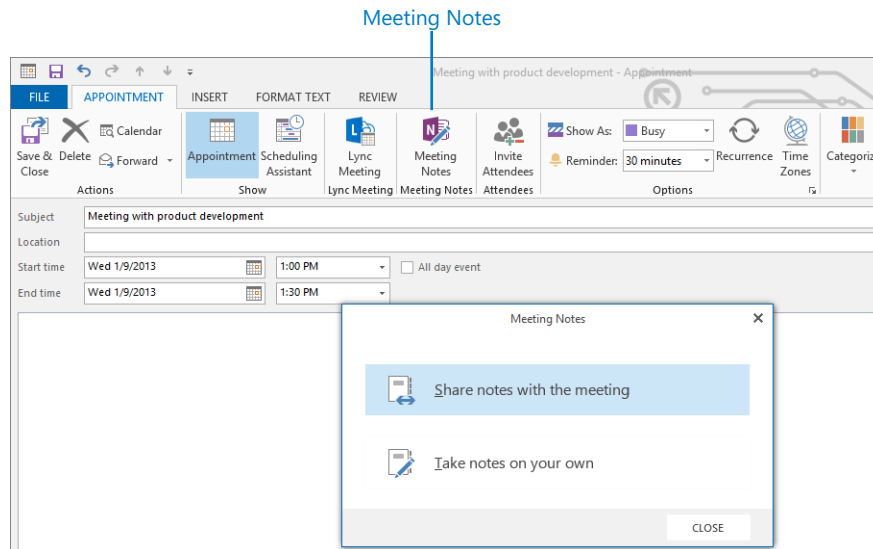 Meeting Notes
Meeting with product development - Appointment
FILE APPOINTMENT INSERT FORMAT TEXT REVIEW
Save & Close
Delete
Calendar
Forward
Actions
Appointment
Scheduling Assistant
Show
Lync Meeting
Lync Meeting
Meeting Notes
Meeting Notes
Invite Attendees
Attendees
Show As: Busy
Reminder: 30 minutes
Recurrence
Time Zones
Options
Categoriz
Subject Meeting with product development
Location
Start time Wed 1/9/2013 1:00 PM All day event
End time Wed 1/9/2013 1:30 PM
Meeting Notes
Share notes with the meeting
Take notes on your own
CLOSE